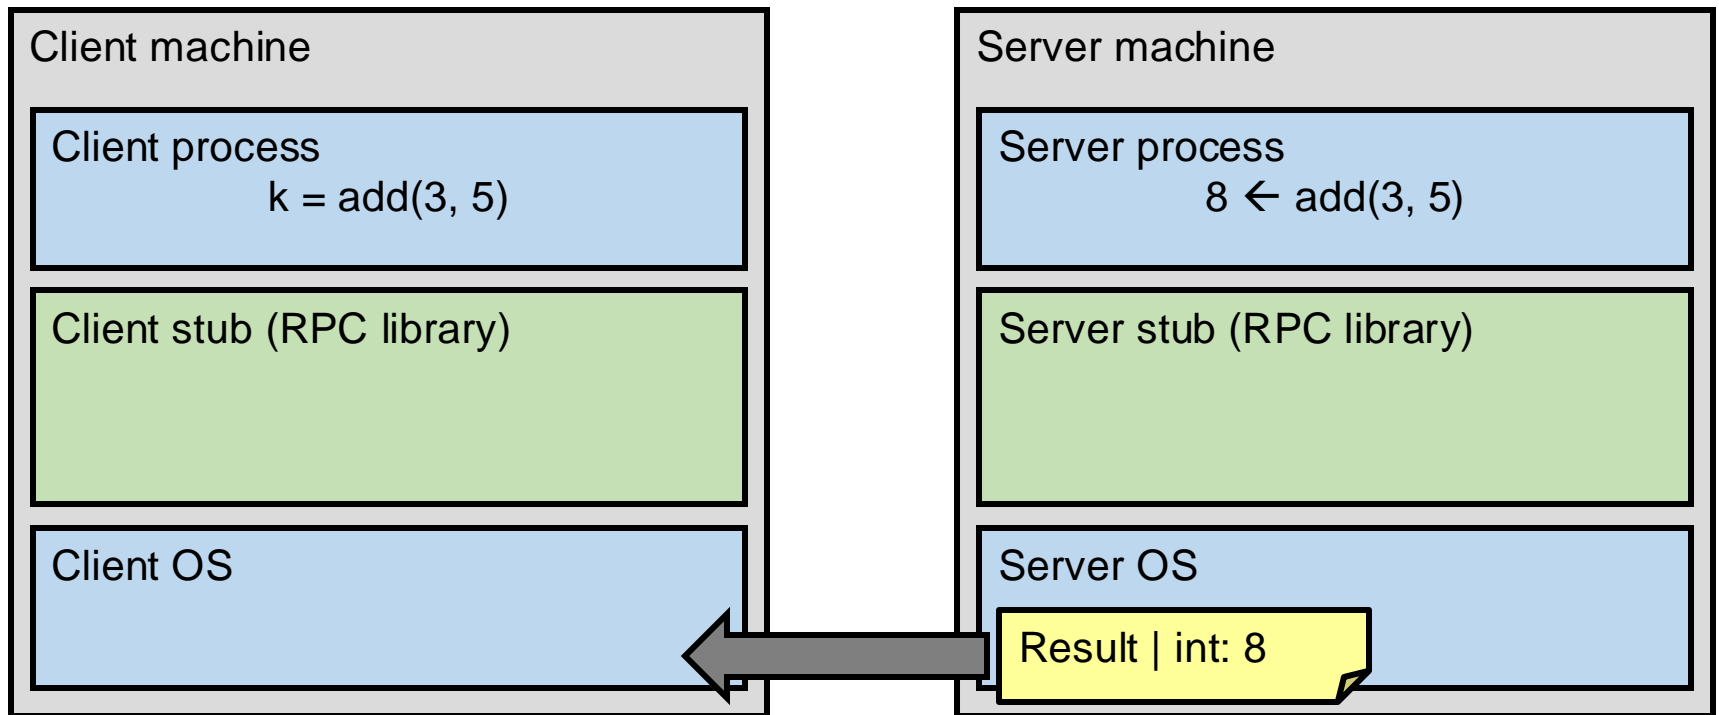 Client machine
Client process
k = add(3, 5)
Client stub (RPC library)
Client OS
Server machine
Server process
8 ← add(3, 5)
Server stub (RPC library)
Server OS
Result | int: 8